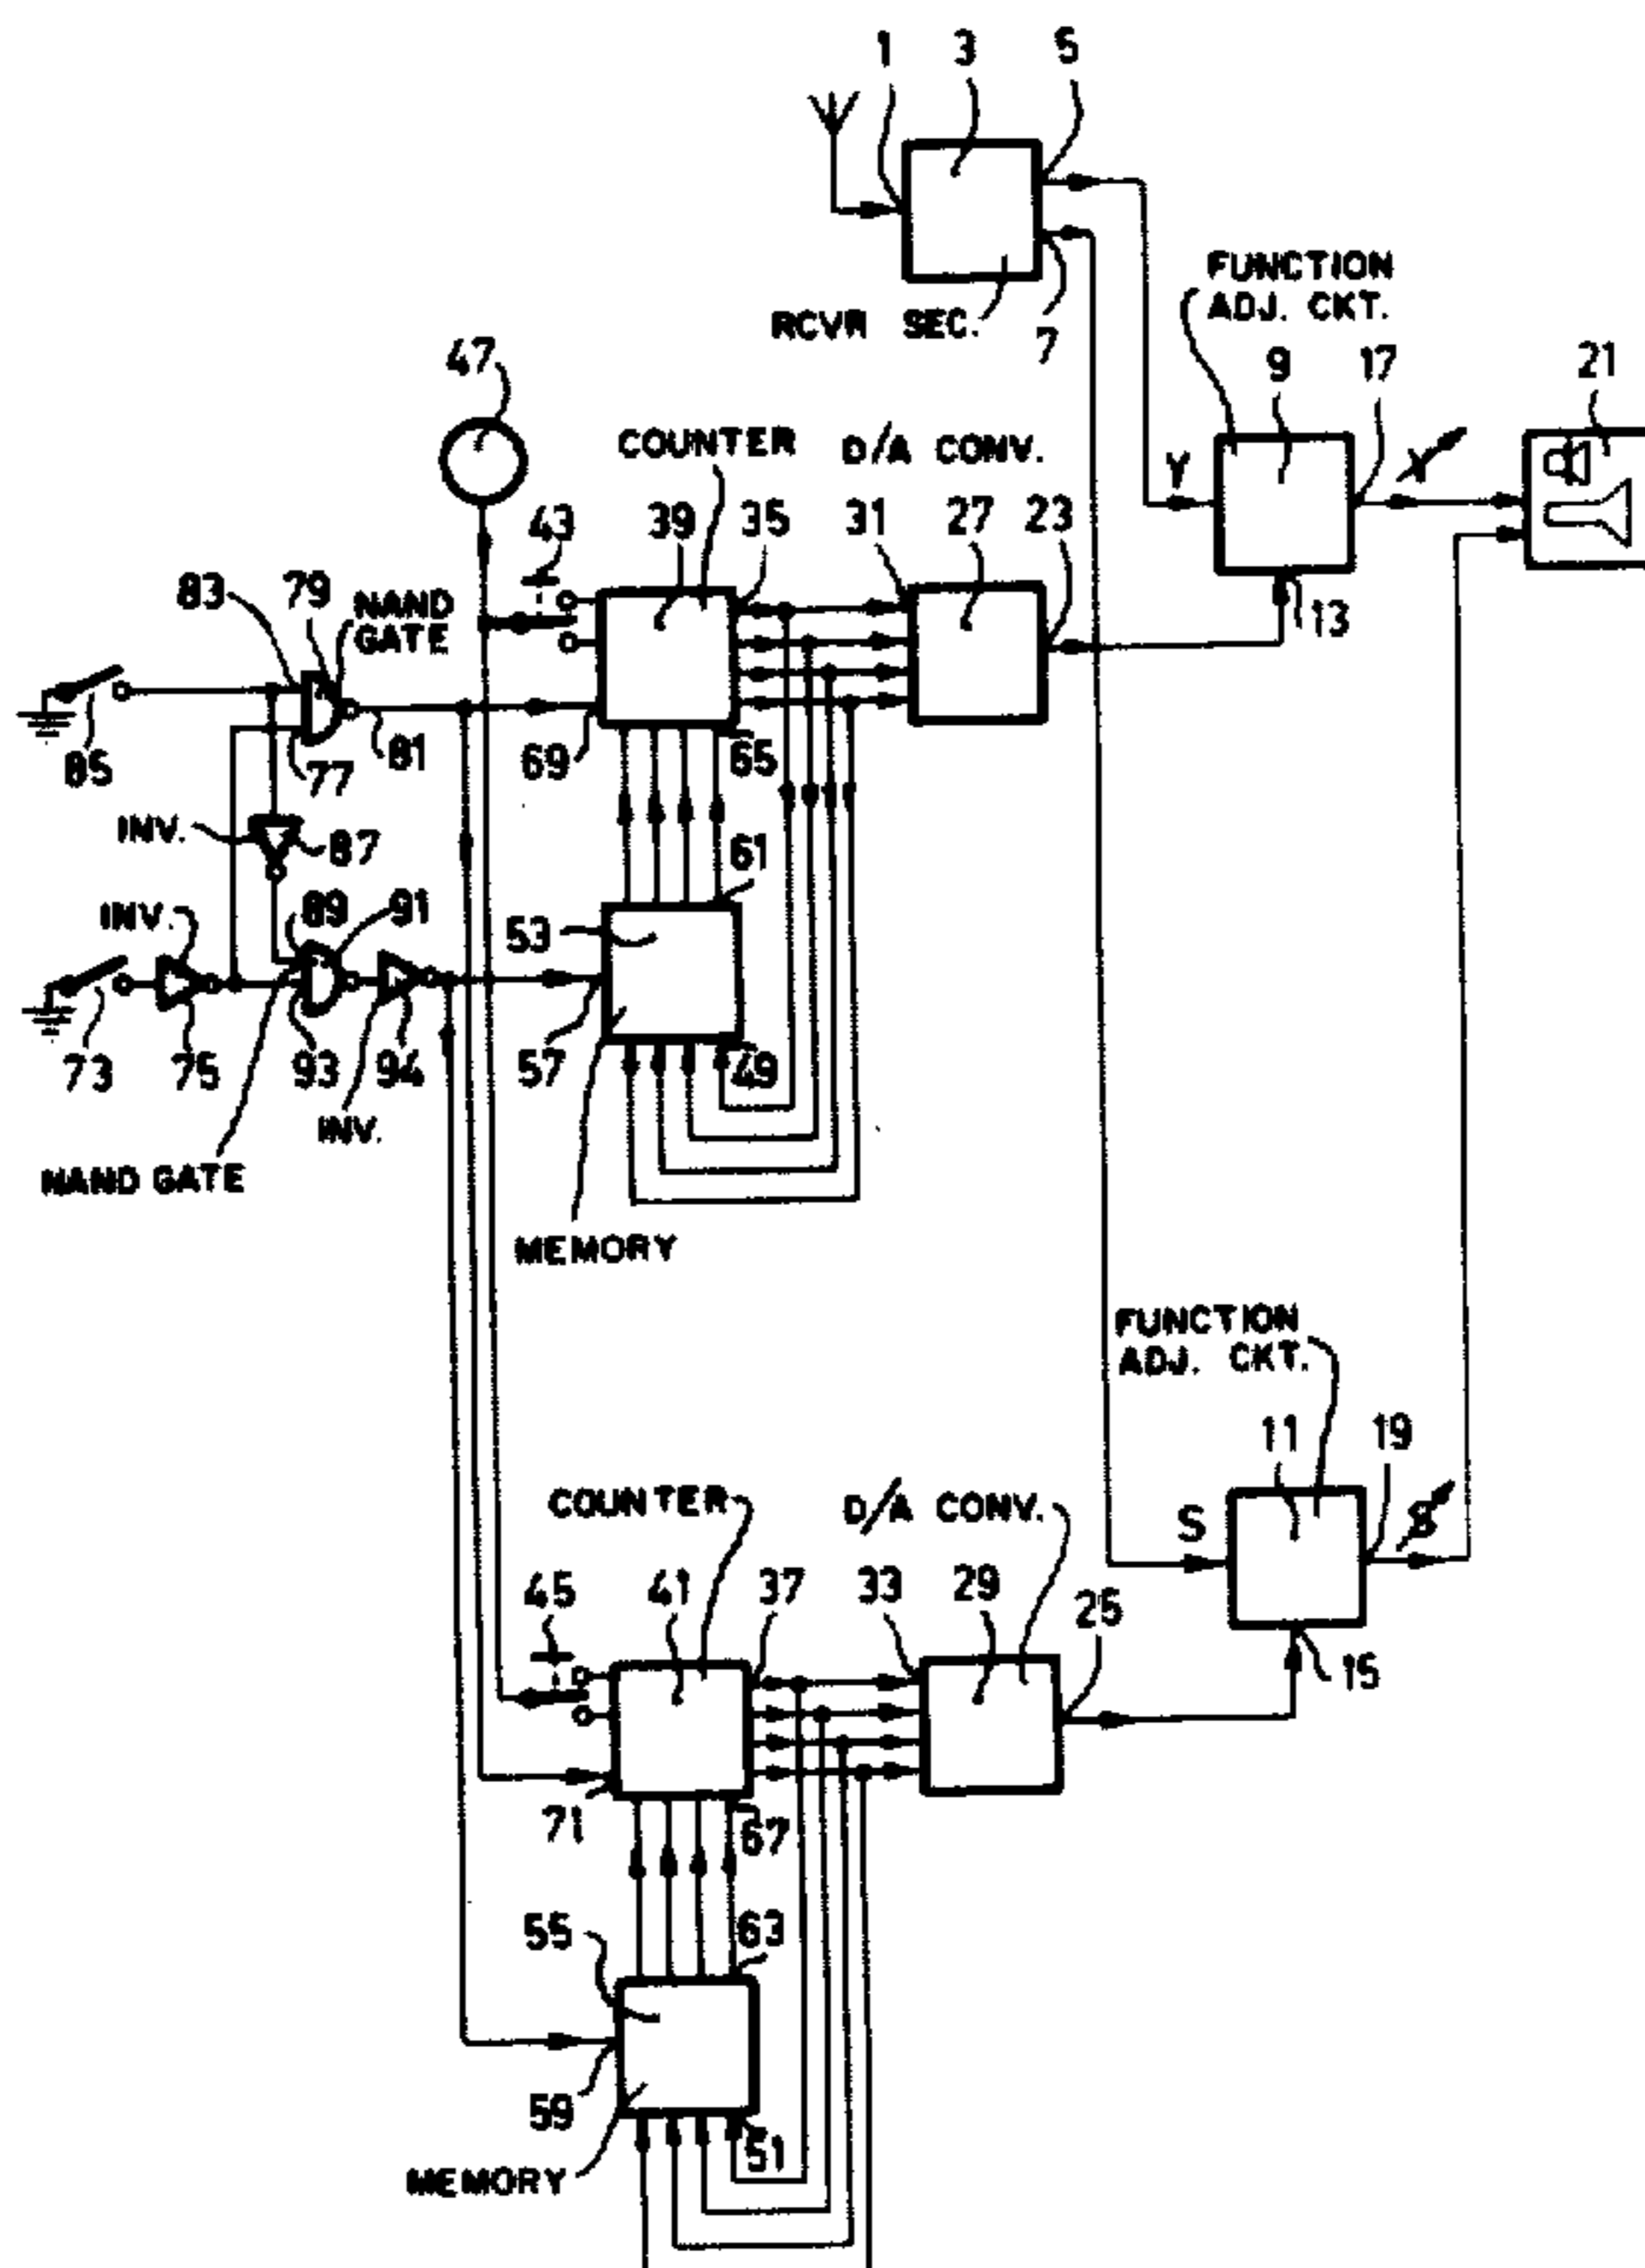 1 3 5
RCVR SEC.
7
FUNCTION
ADJ. CKT.
9 17 21
47
COUNTER D/A CONV.
Y X
43 39 35 31 27 23
13
83 79 NAND
GATE
85 77 81 69 65
INV. 87
61
INV. 89 91
53
73 75 93 94 57 49
INV.
NAND GATE
MEMORY
FUNCTION
ADJ. CKT.
11 19
COUNTER D/A CONV.
S S
45 41 37 33 29 25
15
71 67
55 63
59 51
MEMORY